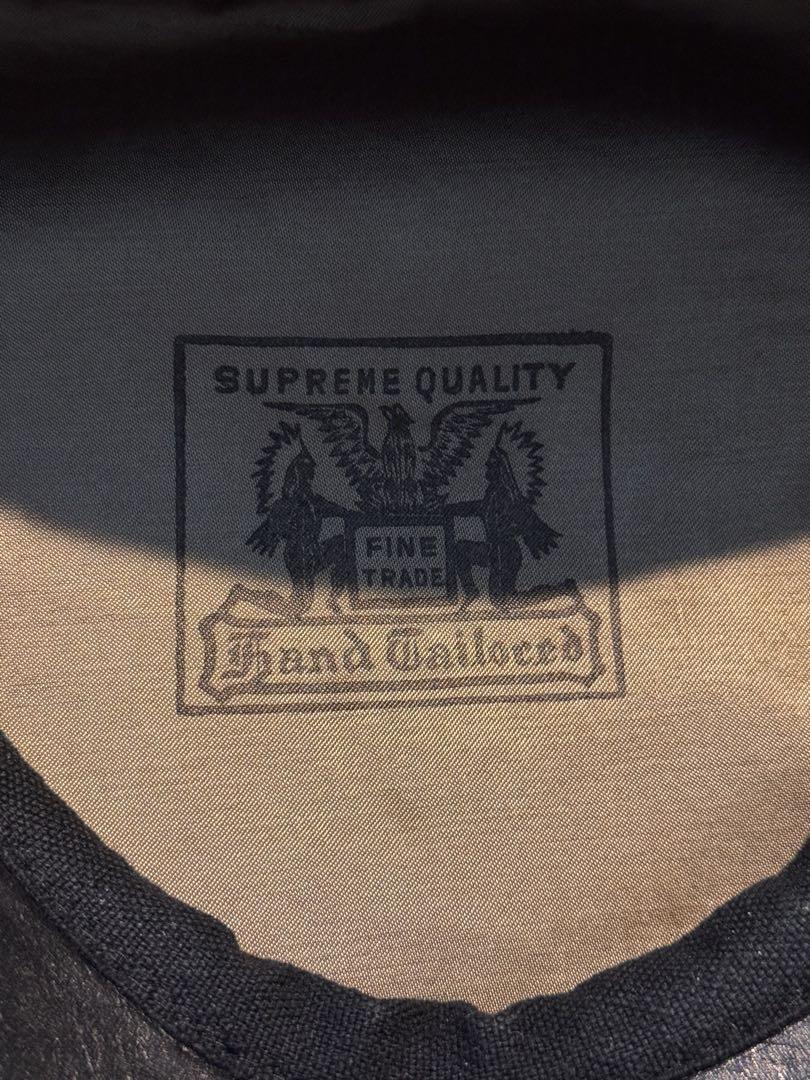 SUPREME QUALITY
FINE
TRADE
Hand Tailored